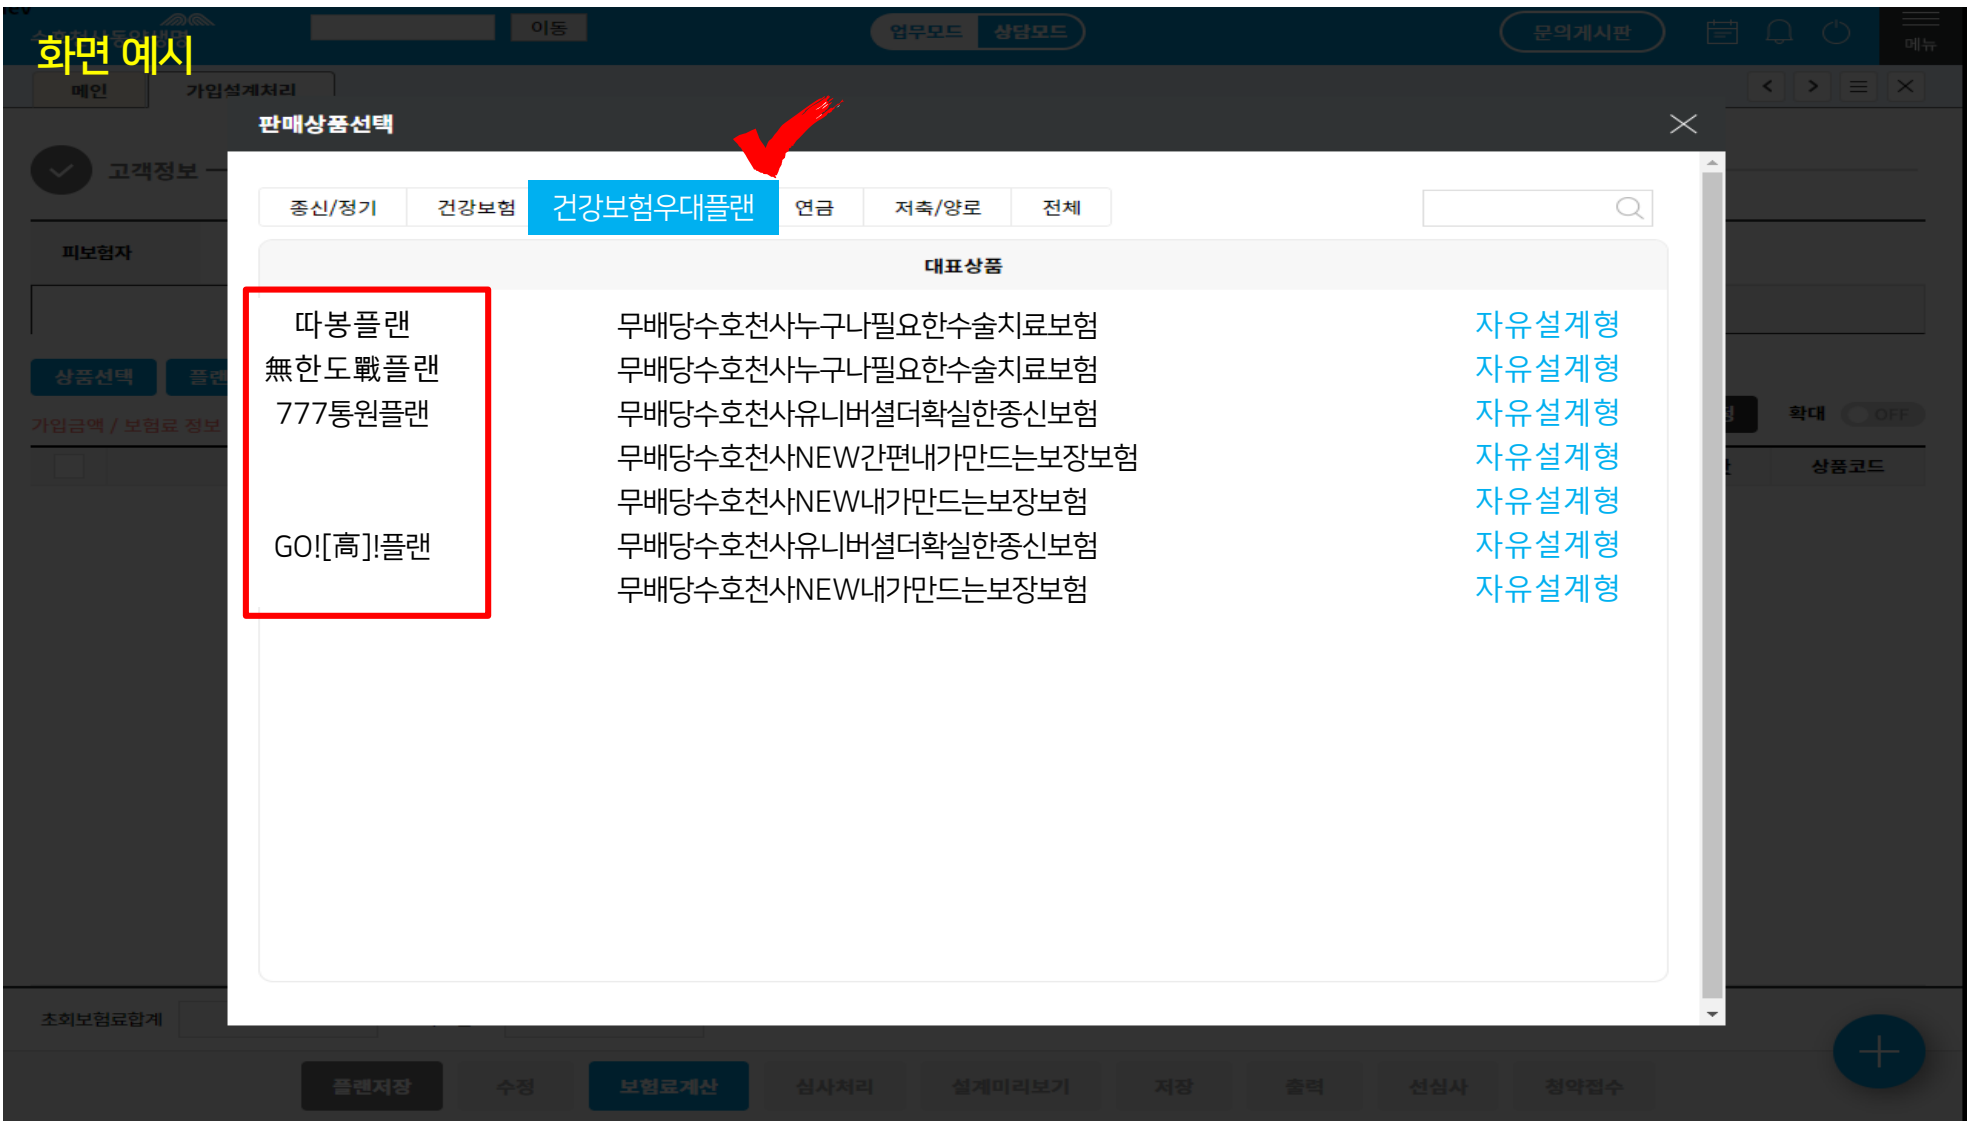 화면 예시
이동
업무모드 상담모드
문의게시판
메뉴
메인 가입설계처리
판매상품선택
고객정보
종신/정기 건강보험 건강보험우대플랜 연금 저축/양로 전체
피보험자
대표상품
따봉플랜 무배당수호천사누구나필요한수술치료보험 자유설계형
無한도戰플랜 무배당수호천사누구나필요한수술치료보험 자유설계형
상품선택 플랜
777통원플랜 무배당수호천사유니버셜더확실한종신보험 자유설계형
가입금액 / 보험료 정보 확대 OFF
무배당수호천사NEW간편내가만드는보장보험 자유설계형
상품코드
무배당수호천사NEW내가만드는보장보험 자유설계형
GO![高]!플랜 무배당수호천사유니버셜더확실한종신보험 자유설계형
무배당수호천사NEW내가만드는보장보험 자유설계형
초회보험료합계
플랜저장 수정 보험료계산 심사처리 설계미리보기 저장 출력 선심사 청약접수